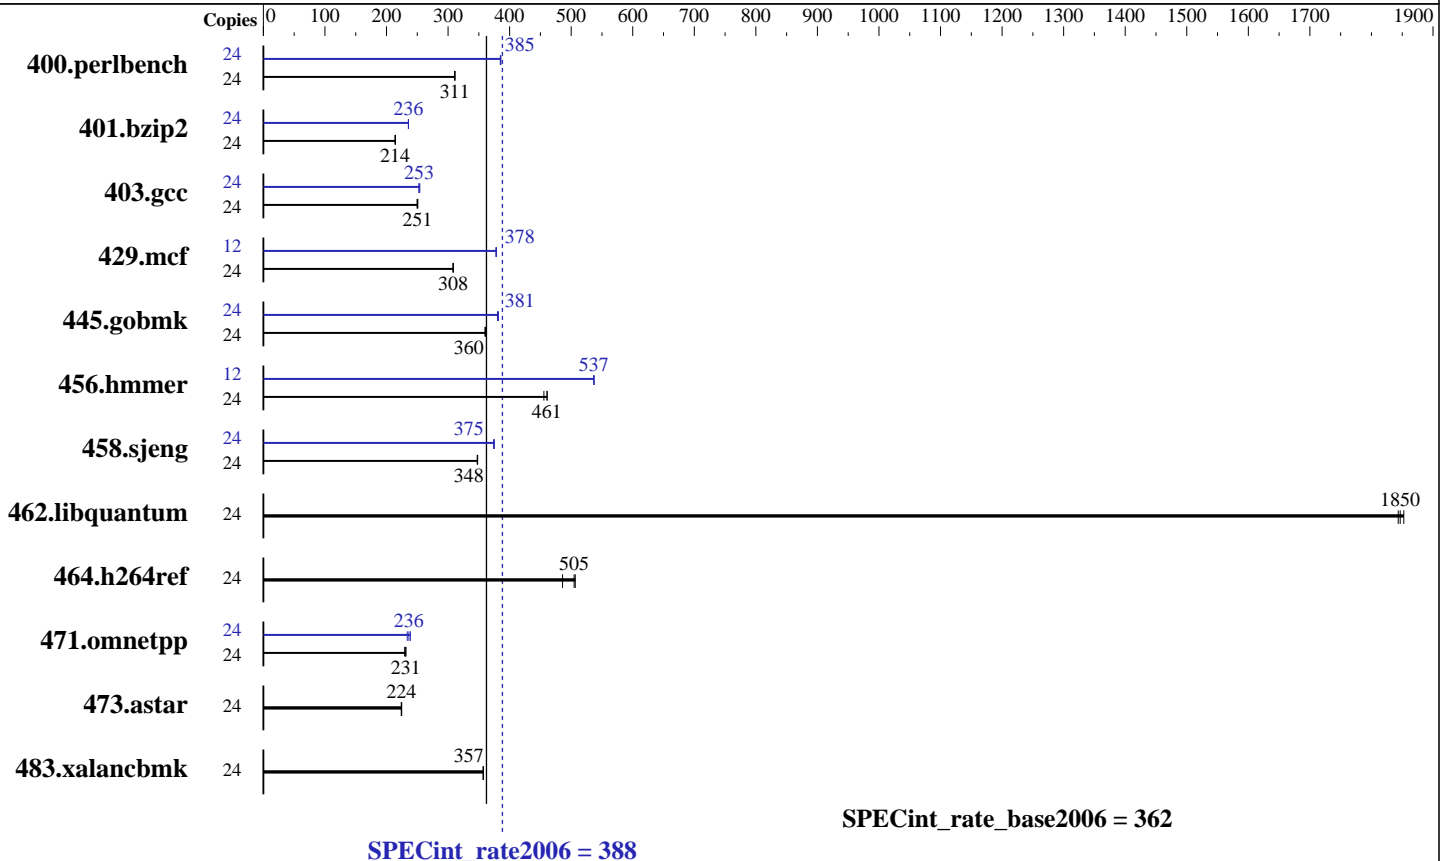 Copies 0 100 200 300 400 500 600 700 800 900 1000 1100 1200 1300 1400 1500 1600 1700 1900
400.perlbench 24 385
24 311
401.bzip2 24 236
24 214
403.gcc 24 253
24 251
429.mcf 12 378
24 308
445.gobmk 24 381
24 360
456.hmmer 12 537
24 461
458.sjeng 24 375
24 348
462.libquantum 24 1850
464.h264ref 24 505
471.omnetpp 24 236
24 231
473.astar 24 224
483.xalancbmk 24 357
SPECint_rate_base2006 = 362
SPECint_rate2006 = 388